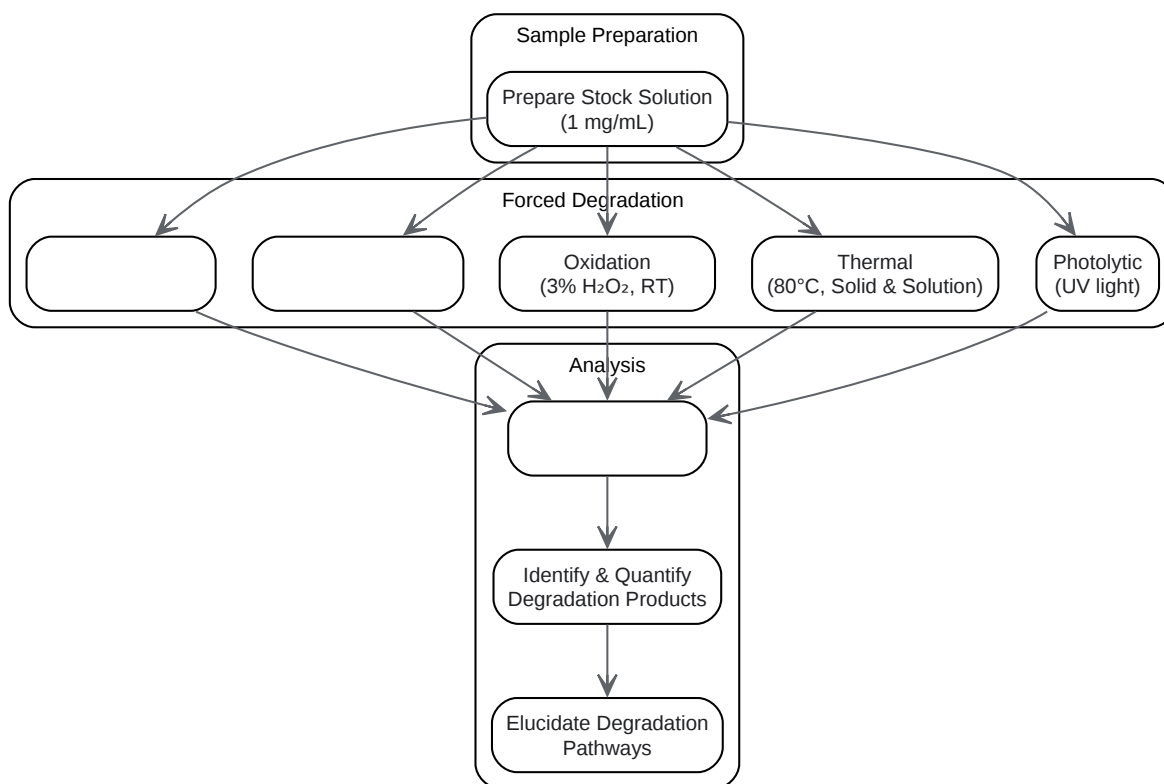 Sample Preparation
Prepare Stock Solution
(1 mg/mL)
Forced Degradation
Oxidation
(3% H₂O₂, RT)
Thermal
(80°C, Solid & Solution)
Photolytic
(UV light)
Analysis
Identify & Quantify
Degradation Products
Elucidate Degradation
Pathways